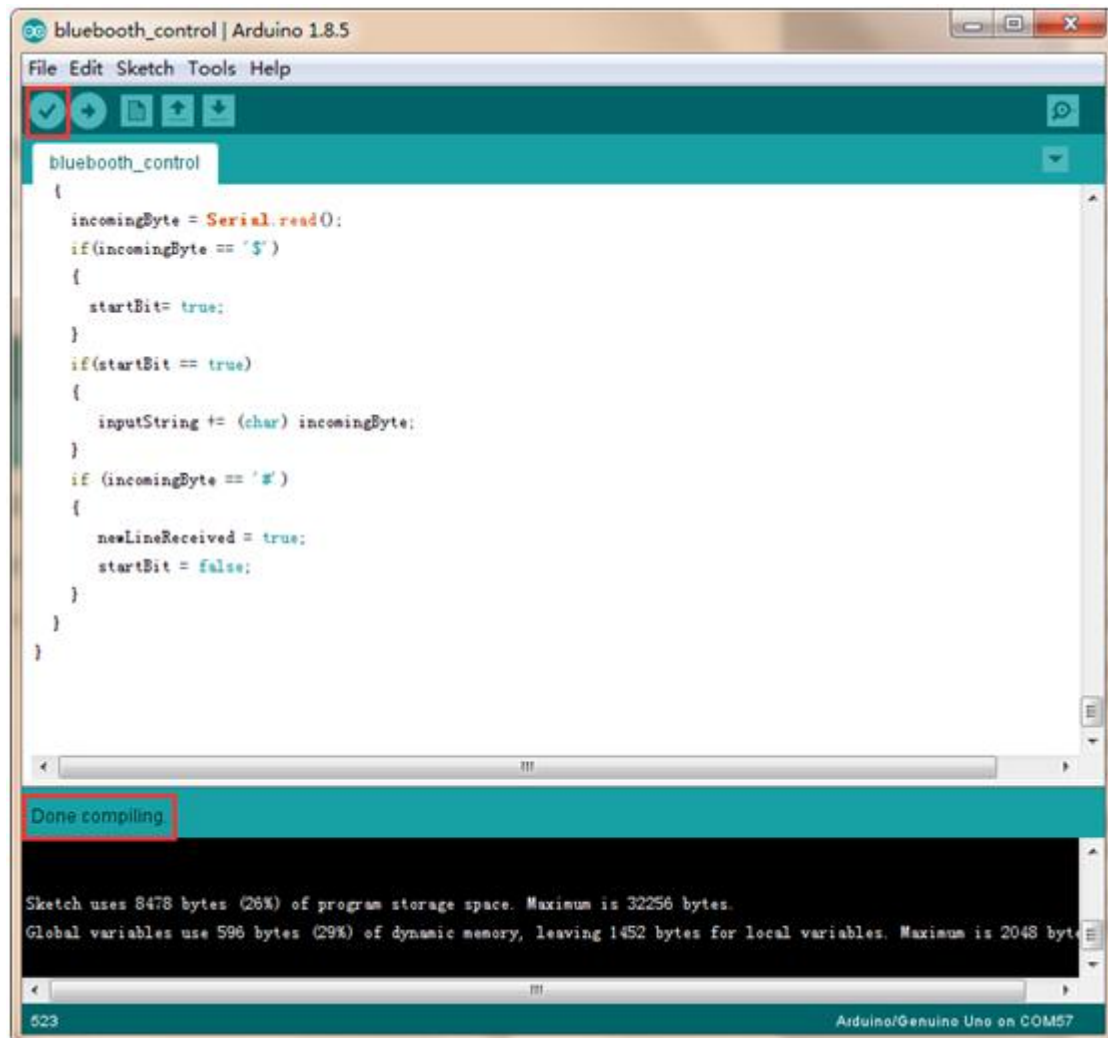 bluebooth_control | Arduino 1.8.5
File Edit Sketch Tools Help
bluebooth_control
{
incomingByte = Serial.read();
if(incomingByte == '$')
{
startBit= true;
}
if(startBit == true)
{
inputString += (char) incomingByte;
}
if (incomingByte == '#')
{
newLineReceived = true;
startBit = false;
}
}
}
Done compiling.
Sketch uses 8478 bytes (26%) of program storage space. Maximum is 32256 bytes.
Global variables use 596 bytes (29%) of dynamic memory, leaving 1452 bytes for local variables. Maximum is 2048 byte
523
Arduino/Genuino Uno on COM57